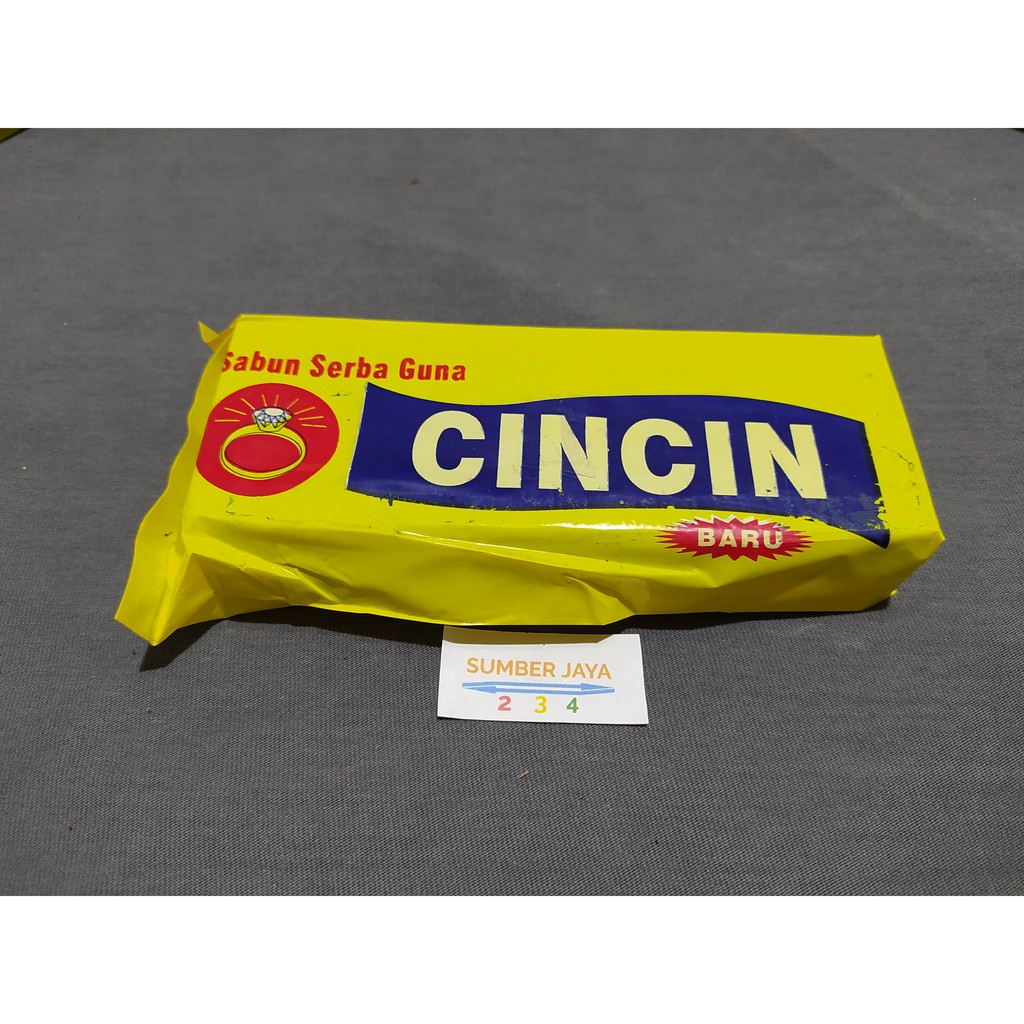 Sabun Serba Guna
CINCIN
BARU
SUMBER JAYA
2 3 4